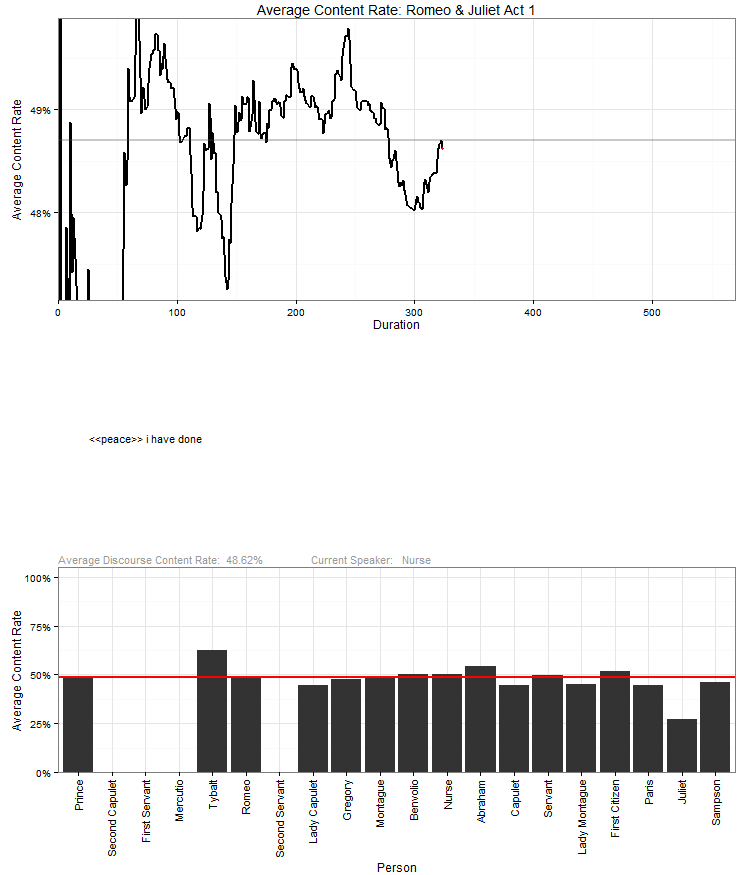 Average Content Rate: Romeo & Juliet Act 1
Average Content Rate
49%
48%
0 100 200 300 400 500
Duration
<<peace>> i have done
Average Discourse Content Rate: 48.62% Current Speaker: Nurse
Average Content Rate
100%
75%
50%
25%
0%
Prince
Second Capulet
First Servant
Mercutio
Tybalt
Romeo
Second Servant
Lady Capulet
Gregory
Montague
Benvolio
Nurse
Abraham
Capulet
Servant
Lady Montague
First Citizen
Paris
Juliet
Sampson
Person